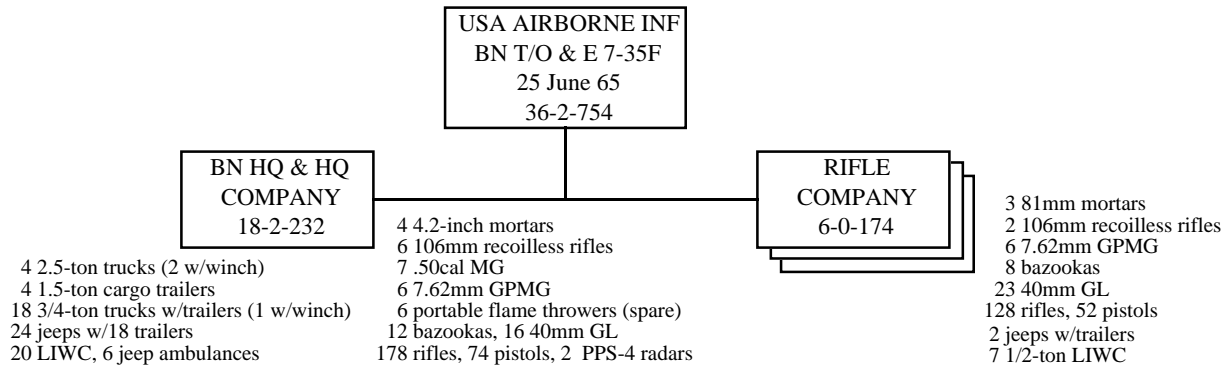 USA AIRBORNE INF
BN T/O & E 7-35F
25 June 65
36-2-754
BN HQ & HQ
COMPANY
18-2-232
4 2.5-ton trucks (2 w/winch)
4 1.5-ton cargo trailers
18 3/4-ton trucks w/trailers (1 w/winch)
24 jeeps w/18 trailers
20 LIWC, 6 jeep ambulances
4 4.2-inch mortars
6 106mm recoilless rifles
7 .50cal MG
6 7.62mm GPMG
6 portable flame throwers (spare)
12 bazookas, 16 40mm GL
178 rifles, 74 pistols, 2 PPS-4 radars
RIFLE
COMPANY
6-0-174
3 81mm mortars
2 106mm recoilless rifles
6 7.62mm GPMG
8 bazookas
23 40mm GL
128 rifles, 52 pistols
2 jeeps w/trailers
7 1/2-ton LIWC